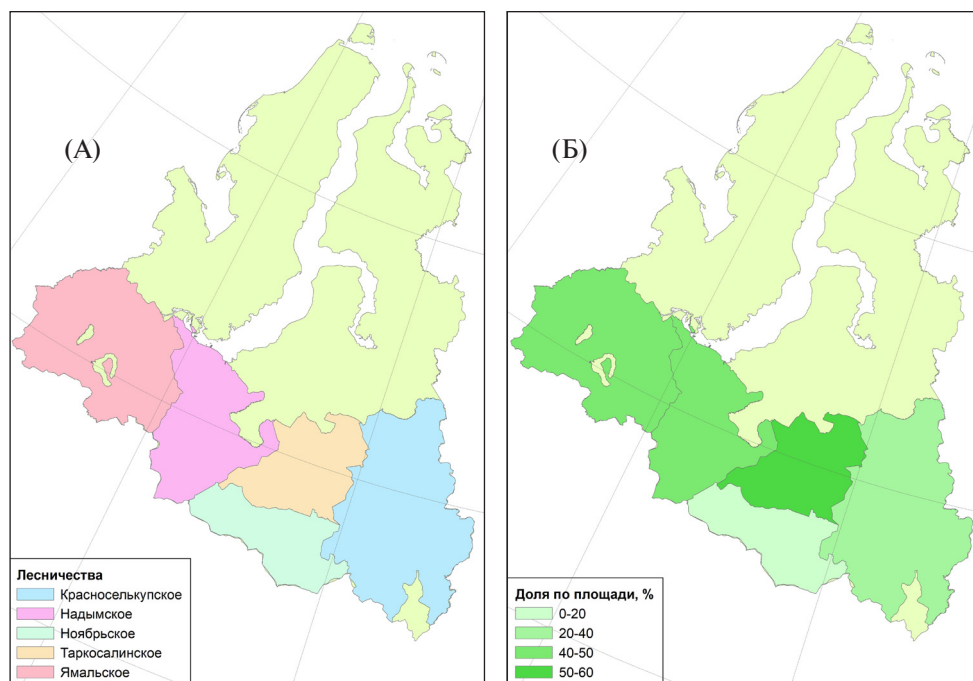 (А)
Лесничества
Красноселькупское
Надымское
Ноябрьское
Таркосалинское
Ямальское
(Б)
Доля по площади, %
0-20
20-40
40-50
50-60